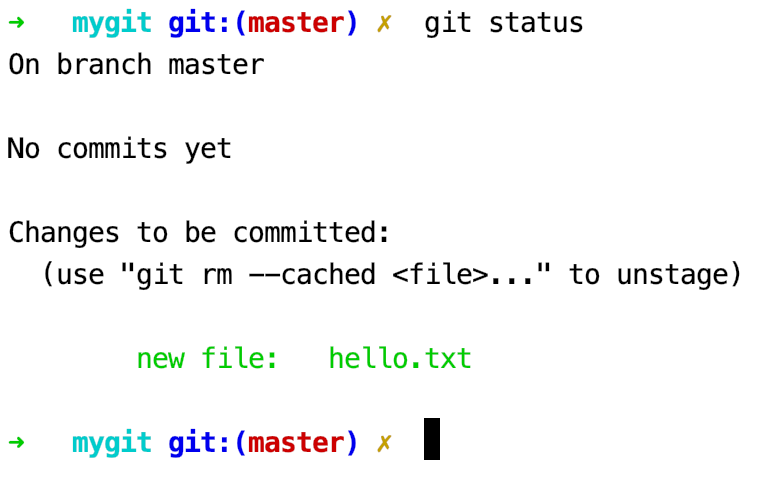 ➜  mygit git:(master) ✗  git status
On branch master
No commits yet
Changes to be committed:
  (use "git rm --cached <file>..." to unstage)
        new file:   hello.txt
➜  mygit git:(master) ✗